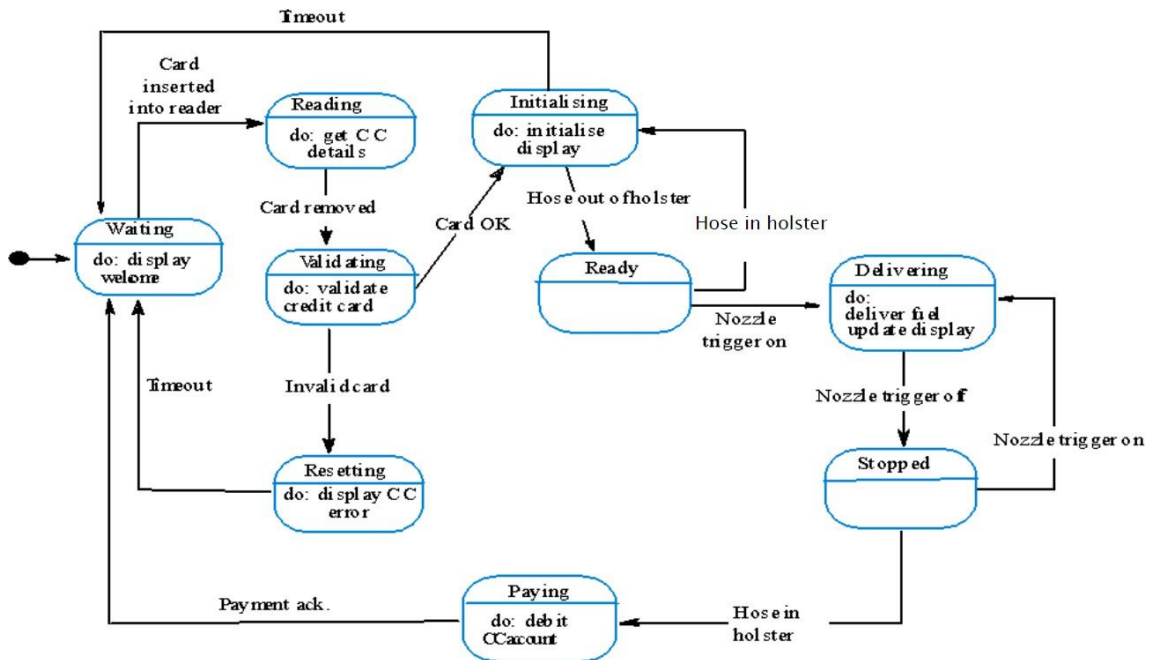 Timeout
Card
inserted
into reader
Reading
do: get CC
details
Initialising
do: initialise
display
Card removed
Hose out of holster
Card OK
Hose in holster
Waiting
do: display
welome
Validating
do: validate
credit card
Ready
Delivering
do:
deliver fuel
update display
Nozzle
trigger on
Timeout
Invalid card
Nozzle trigger off
Nozzle trigger on
Resetting
do: display CC
error
Stopped
Paying
do: debit
CCaccount
Payment ack.
Hose in
holster